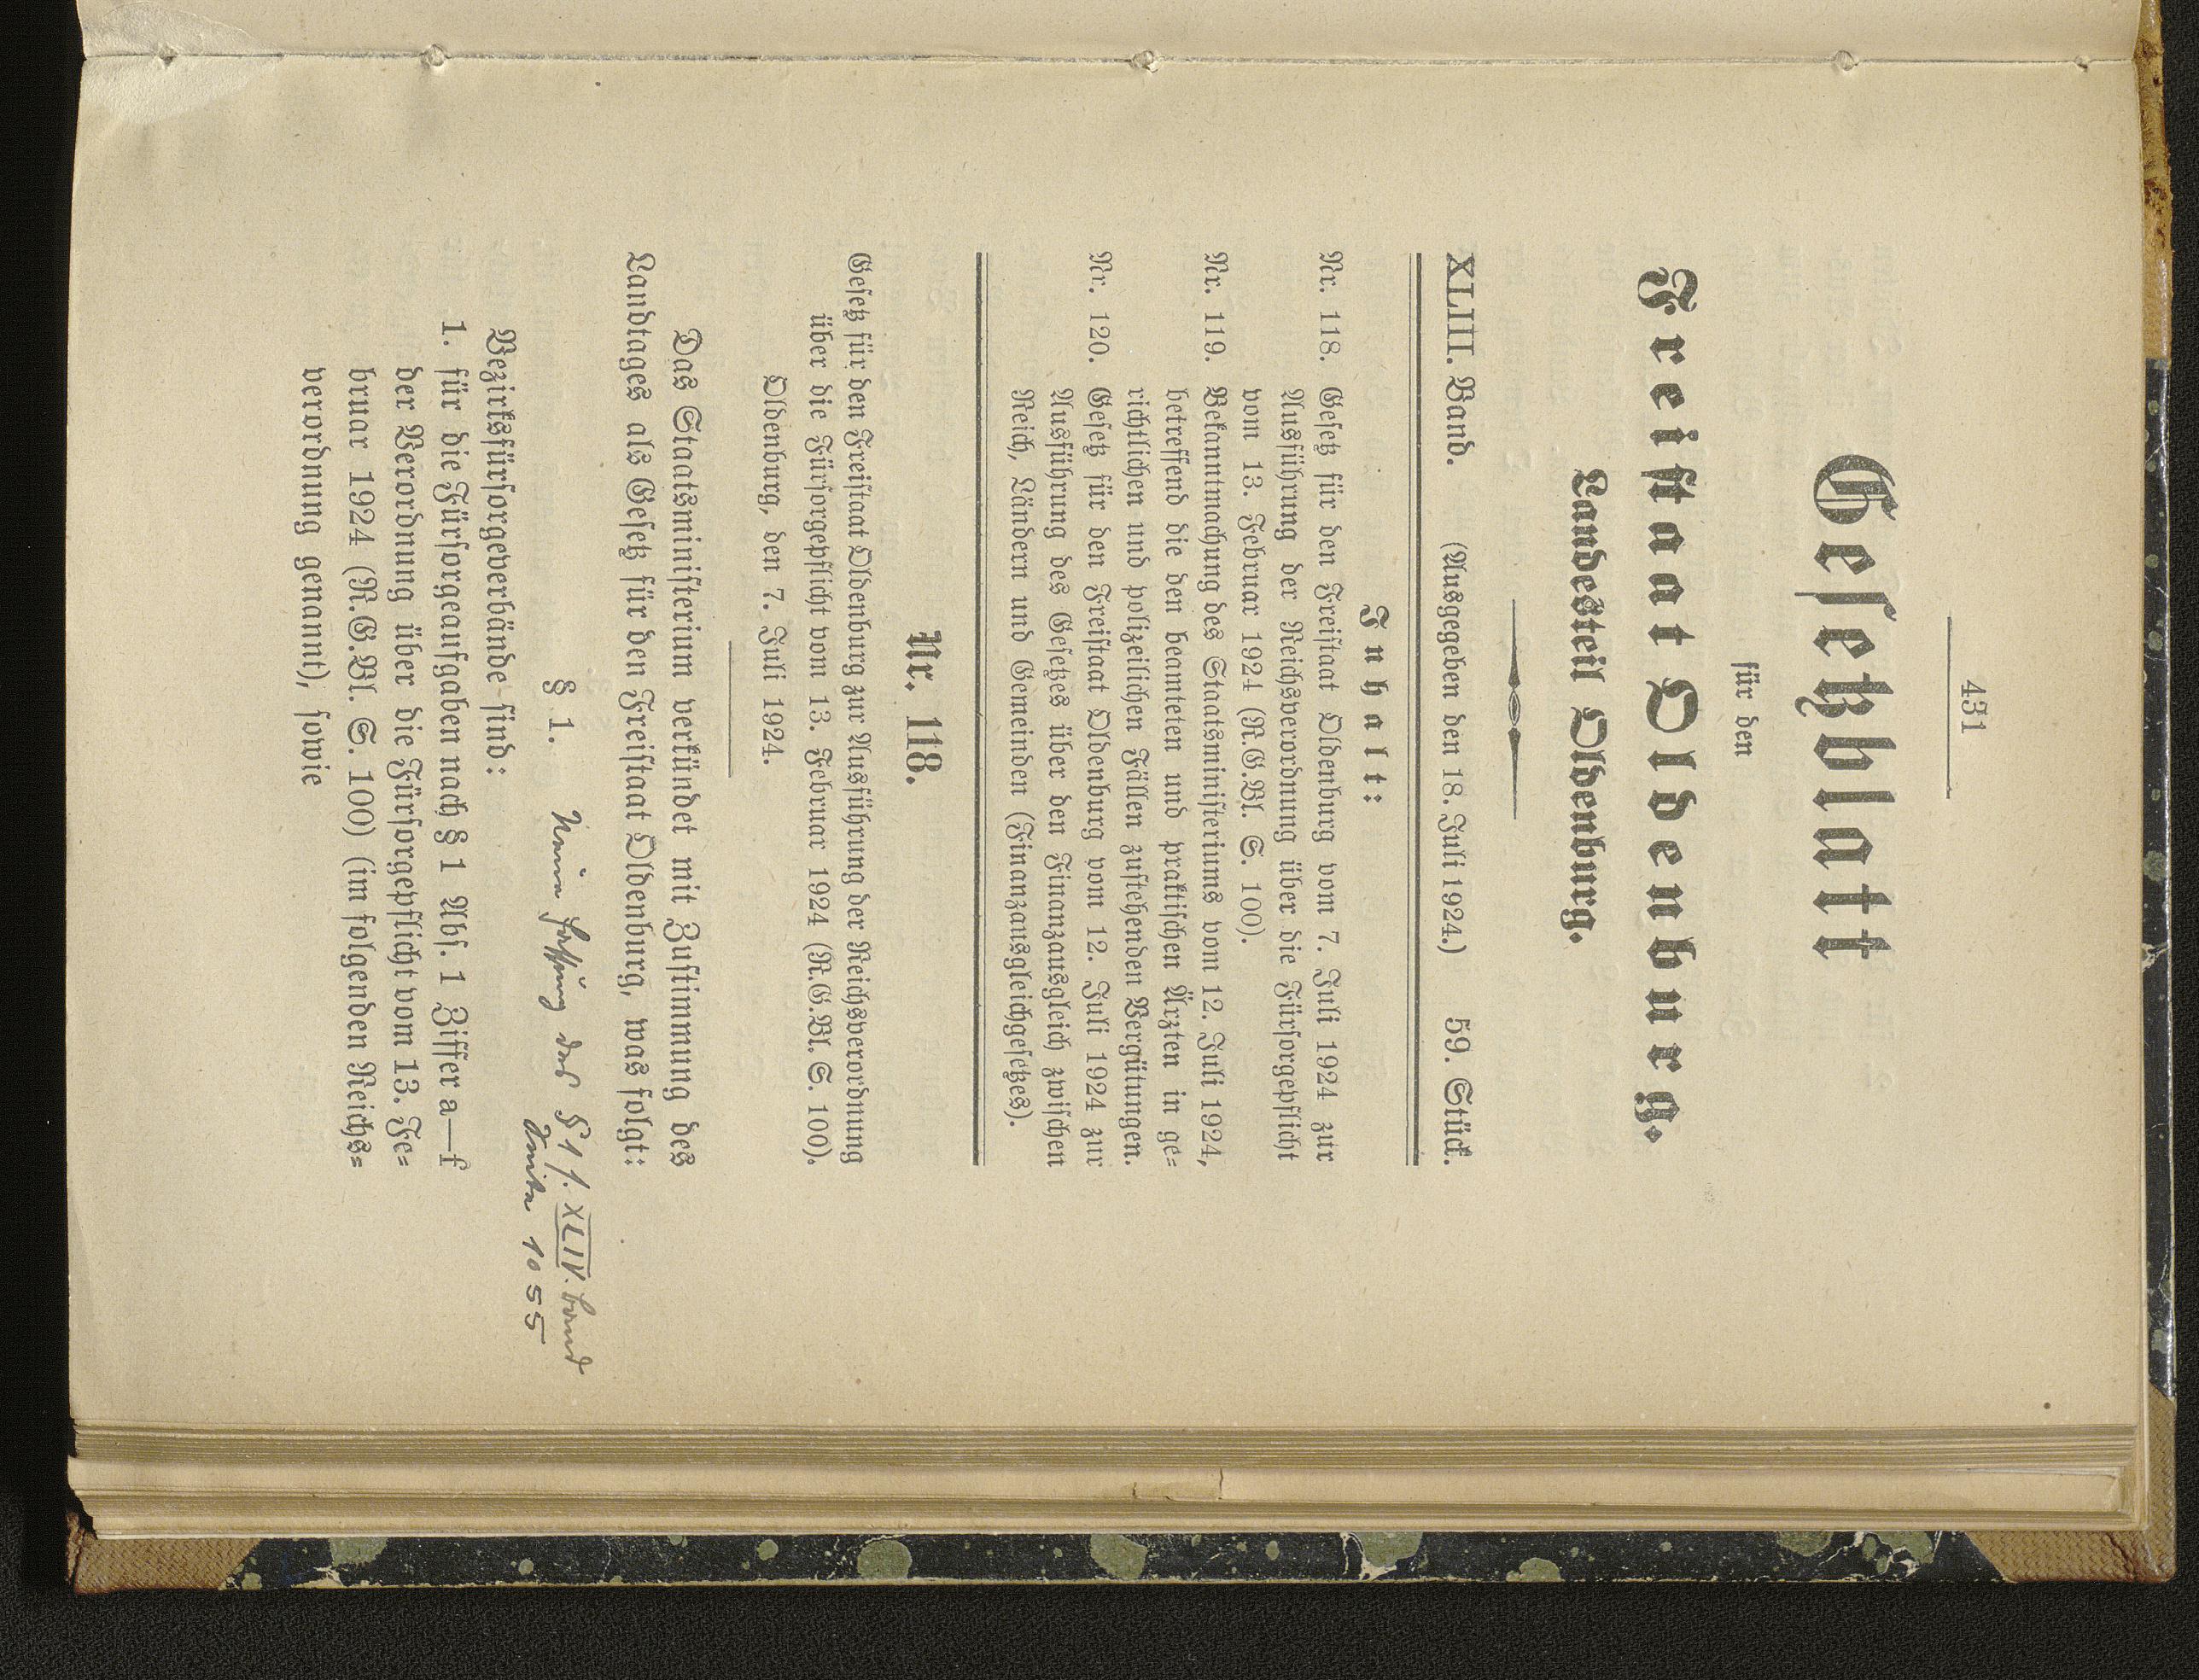 431
Gesetzblatt
für den
Freistaat Oldenburg.
Landesteil Oldenburg.
XLIII. Band. (Ausgegeben den 18. Juli 1924.) 59. Stück.
Inhalt:
Nr. 118. Gesetz für den Freistaat Oldenburg vom 7. Juli 1924 zur
Ausführung der Reichsverordnung über die Fürsorgepflicht
vom 13. Februar 1924 (R.G.Bl. S. 100).
Nr. 119. Bekanntmachung des Staatsministeriums vom 12. Juli 1924,
betreffend die den beamteten und praktischen Ärzten in ge-
richtlichen und polizeilichen Fällen zustehenden Vergütungen.
Nr. 120. Gesetz für den Freistaat Oldenburg vom 12. Juli 1924 zur
Ausführung des Gesetzes über den Finanzausgleich zwischen
Reich, Ländern und Gemeinden (Finanzausgleichgesetzes).
Nr. 118.
Gesetz für den Freistaat Oldenburg zur Ausführung der Reichsverordnung
über die Fürsorgepflicht vom 13. Februar 1924 (R.G.Bl. S. 100).
Oldenburg, den 7. Juli 1924.
Das Staatsministerium verkündet mit Zustimmung des
Landtages als Gesetz für den Freistaat Oldenburg, was folgt:
§ 1. Neue Fassung des § 1 s. XLIV. Band
Seite 1055
Bezirksfürsorgeverbände sind:
1. für die Fürsorgeaufgaben nach § 1 Abs. 1 Ziffer a—f
der Verordnung über die Fürsorgepflicht vom 13. Fe-
bruar 1924 (R.G.Bl. S. 100) (im folgenden Reichs-
verordnung genannt), sowie